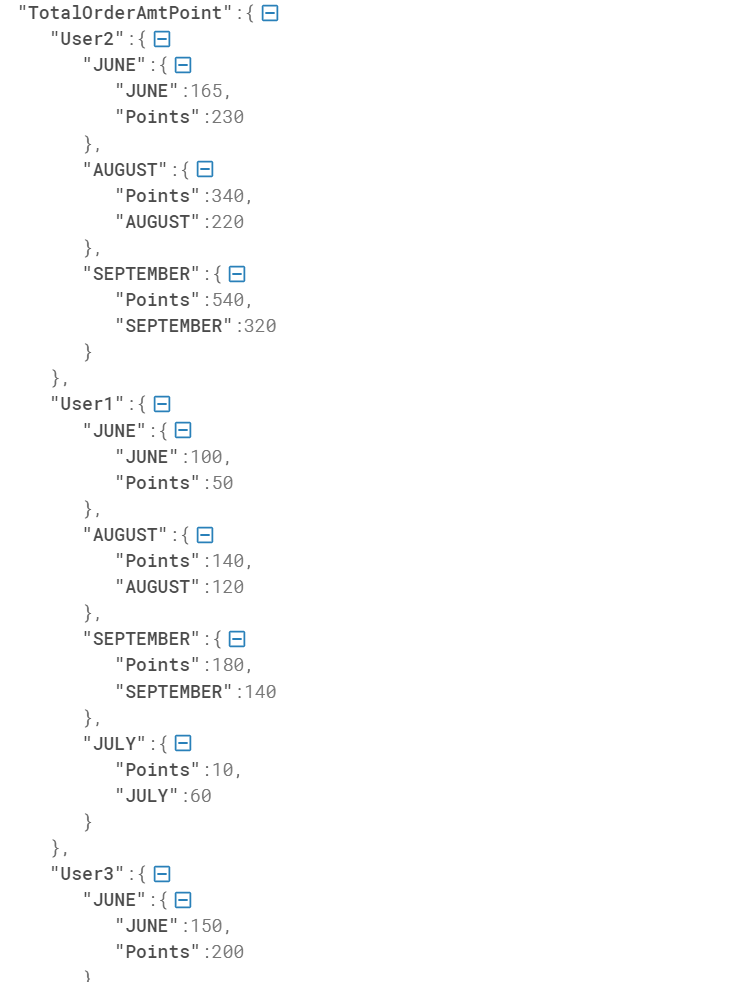 "TotalOrderAmtPoint":{
"User2":{
"JUNE":{
"JUNE":165,
"Points":230
},
"AUGUST":{
"Points":340,
"AUGUST":220
},
"SEPTEMBER":{
"Points":540,
"SEPTEMBER":320
}
},
"User1":{
"JUNE":{
"JUNE":100,
"Points":50
},
"AUGUST":{
"Points":140,
"AUGUST":120
},
"SEPTEMBER":{
"Points":180,
"SEPTEMBER":140
},
"JULY":{
"Points":10,
"JULY":60
}
},
"User3":{
"JUNE":{
"JUNE":150,
"Points":200
}